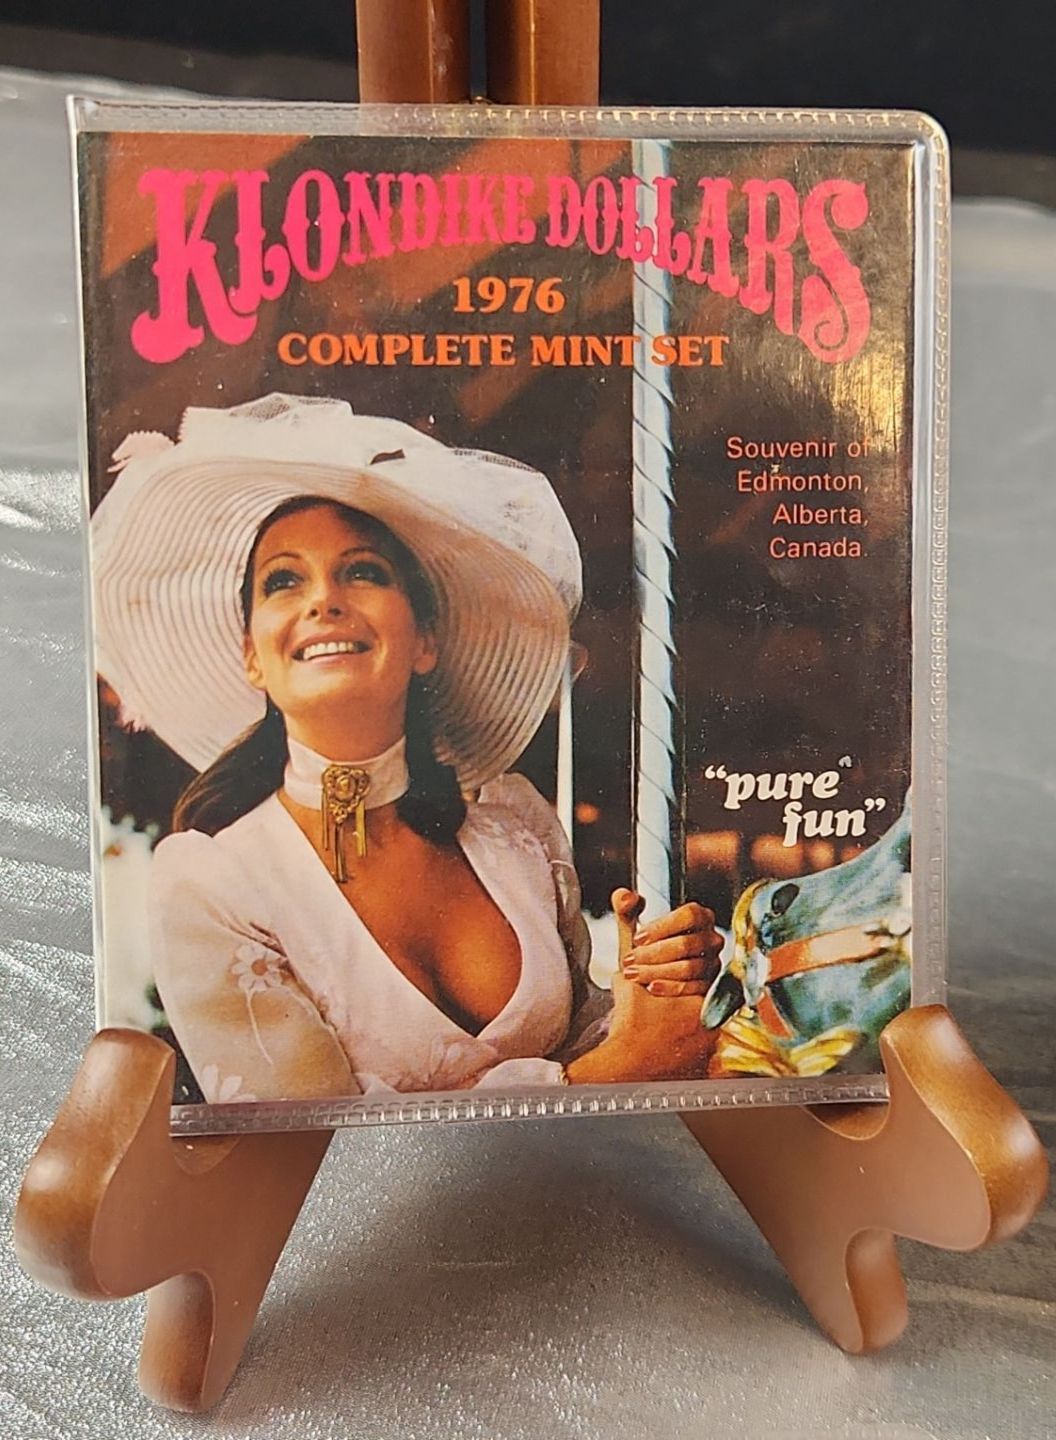 KLONDIKE DOLLARS
1976
COMPLETE MINT SET
Souvenir of
Edmonton,
Alberta,
Canada.
“pure
fun”